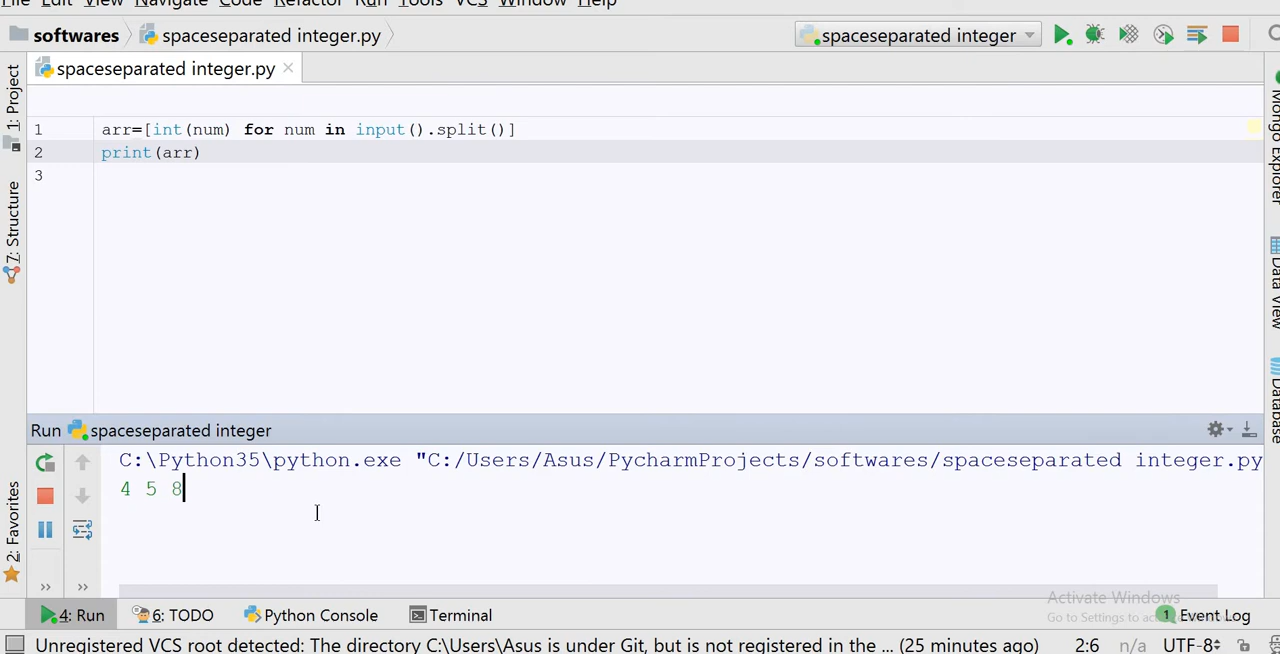 File Edit View Navigate Code Refactor Run Tools VCS Window Help
softwares spaceseparated integer.py spaceseparated integer
spaceseparated integer.py
1: Project
7: Structure
2: Favorites
Mongo Explorer
Data View
Database
1 arr=[int(num) for num in input().split()]
2 print(arr)
3
Run spaceseparated integer
C:\Python35\python.exe "C:/Users/Asus/PycharmProjects/softwares/spaceseparated integer.py
4 5 8
Activate Windows
Go to Settings to
4: Run 6: TODO Python Console Terminal 1 Event Log
Unregistered VCS root detected: The directory C:\Users\Asus is under Git, but is not registered in the ... (25 minutes ago) 2:6 n/a UTF-8